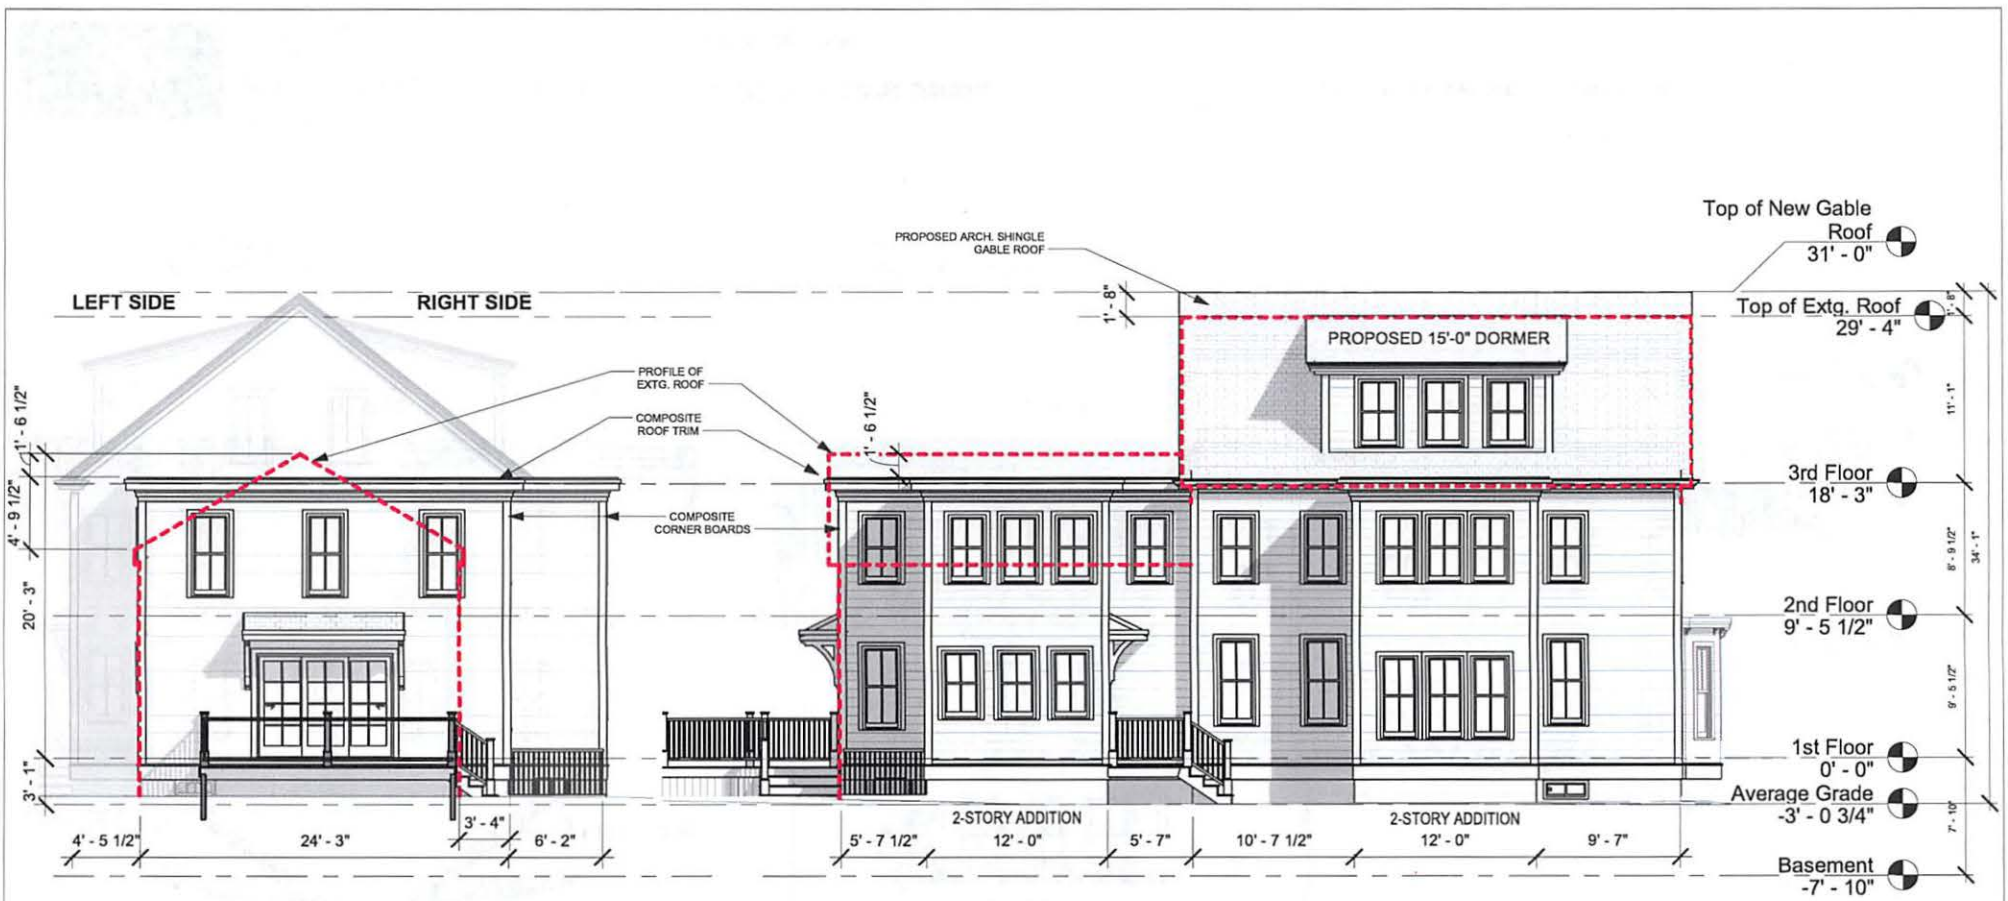 Top of New Gable
Roof
31' - 0"
PROPOSED ARCH. SHINGLE
GABLE ROOF
LEFT SIDE
RIGHT SIDE
1' - 8"
1' - 8"
Top of Extg. Roof
29' - 4"
PROPOSED 15'-0" DORMER
PROFILE OF
EXTG. ROOF
COMPOSITE
ROOF TRIM
COMPOSITE
CORNER BOARDS
1' - 6 1/2"
4' - 9 1/2"
20' - 3"
3' - 1"
1' - 6 1/2"
11' - 1"
3rd Floor
18' - 3"
8' - 9 1/2"
34' - 1"
2nd Floor
9' - 5 1/2"
9' - 5 1/2"
1st Floor
0' - 0"
Average Grade
-3' - 0 3/4"
7' - 10"
Basement
-7' - 10"
2-STORY ADDITION
2-STORY ADDITION
4' - 5 1/2"
24' - 3"
3' - 4"
6' - 2"
5' - 7 1/2"
12' - 0"
5' - 7"
10' - 7 1/2"
12' - 0"
9' - 7"